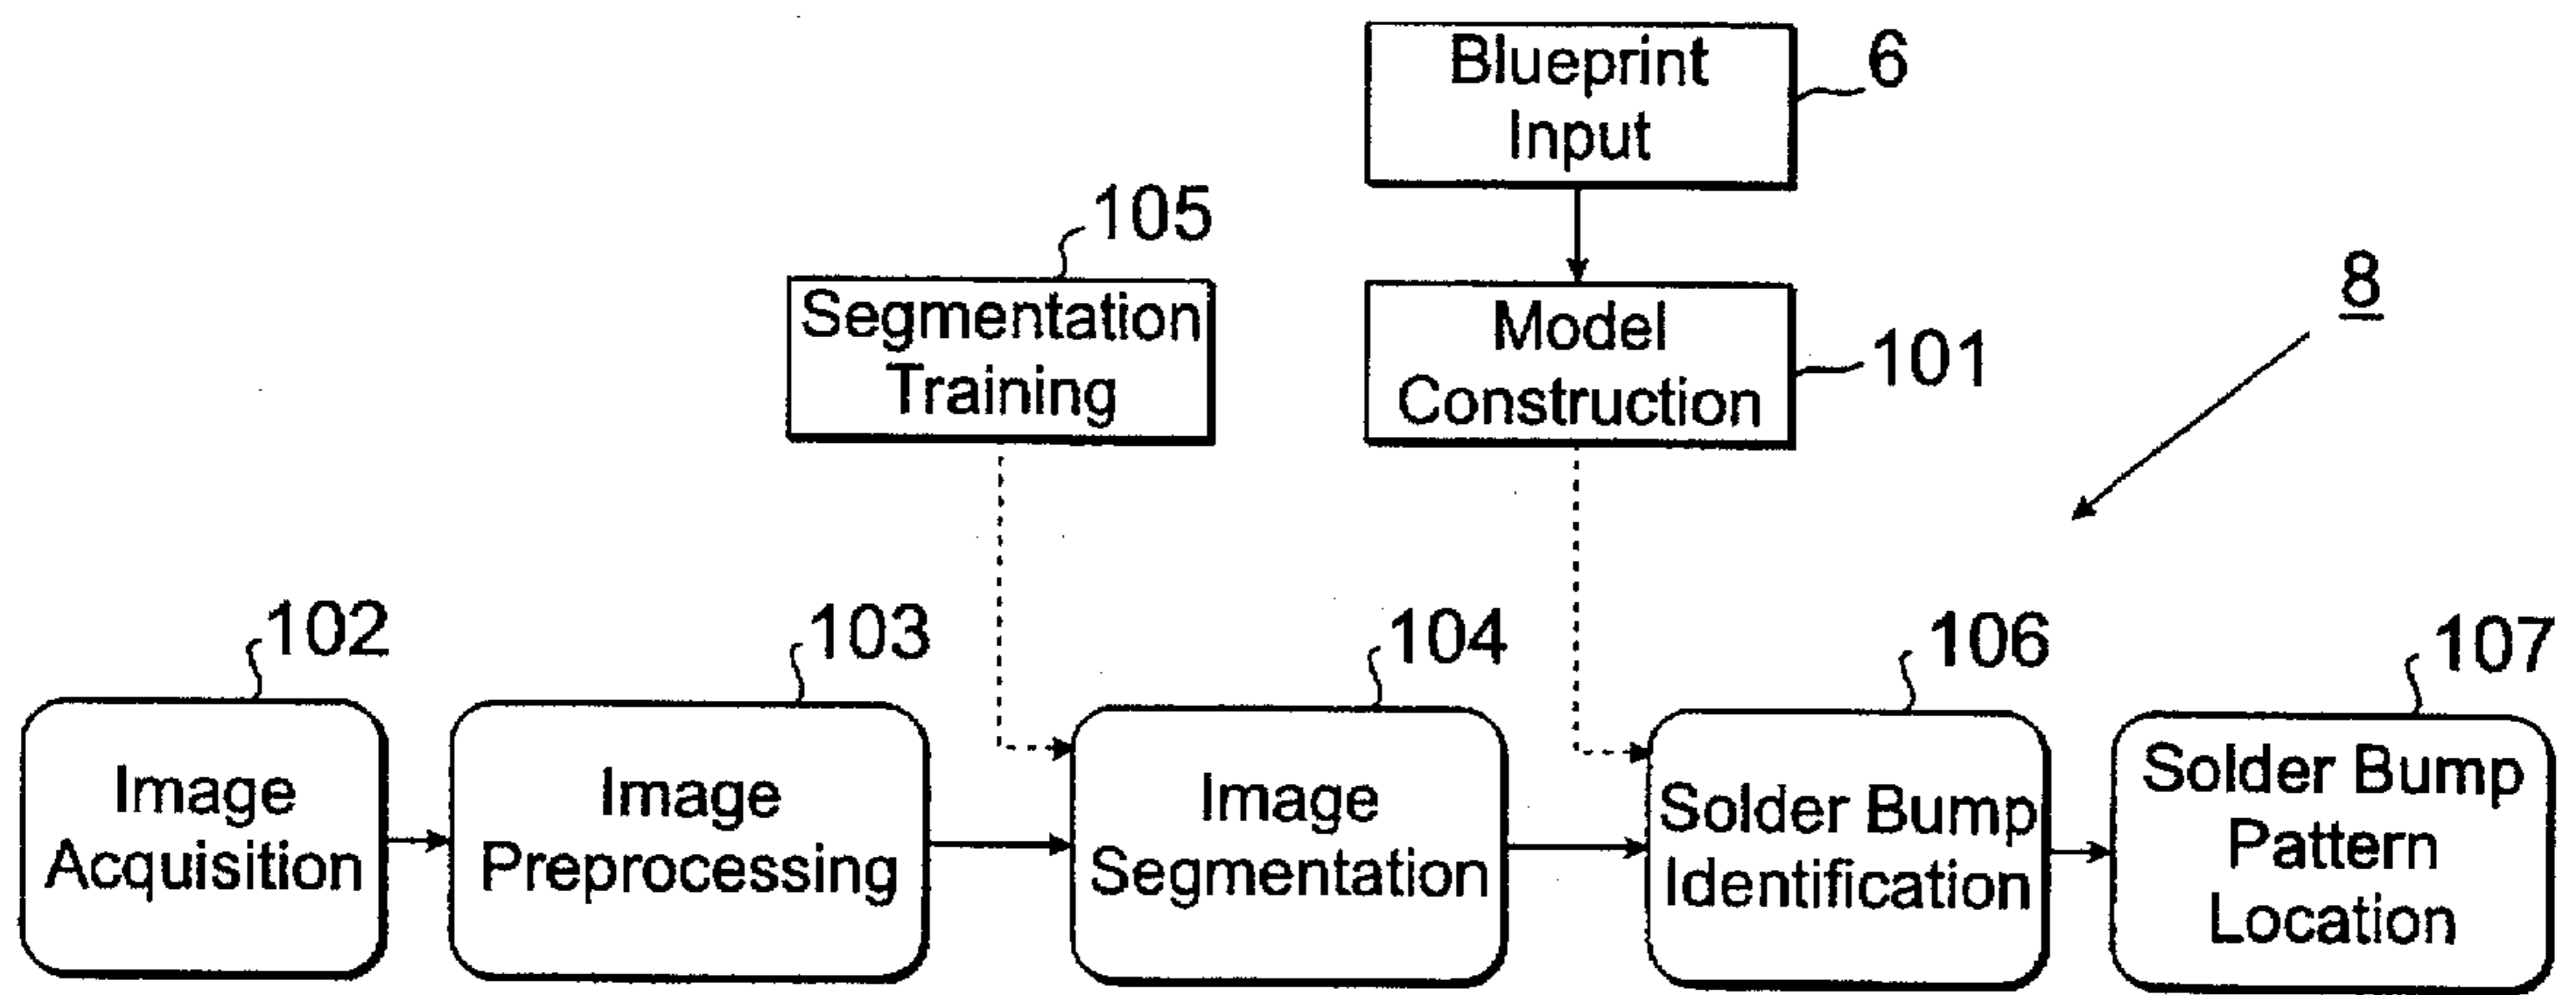 Blueprint
Input
6
105
Segmentation
Training
Model
Construction
101
8
102
103
104
106
107
Image
Acquisition
Image
Preprocessing
Image
Segmentation
Solder Bump
Identification
Solder Bump
Pattern
Location